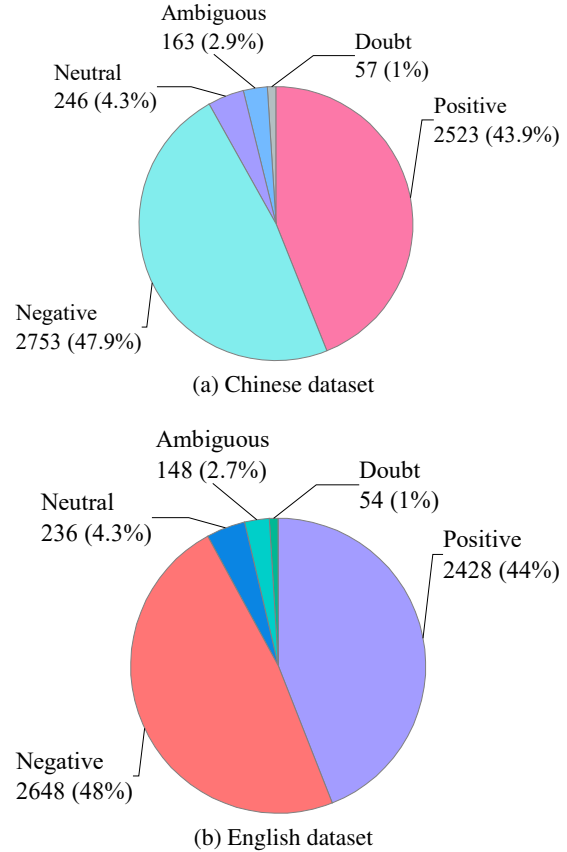 Ambiguous
163 (2.9%)
Doubt
57 (1%)
Neutral
246 (4.3%)
Positive
2523 (43.9%)
Negative
2753 (47.9%)
(a) Chinese dataset
Ambiguous
148 (2.7%)
Doubt
54 (1%)
Neutral
236 (4.3%)
Positive
2428 (44%)
Negative
2648 (48%)
(b) English dataset